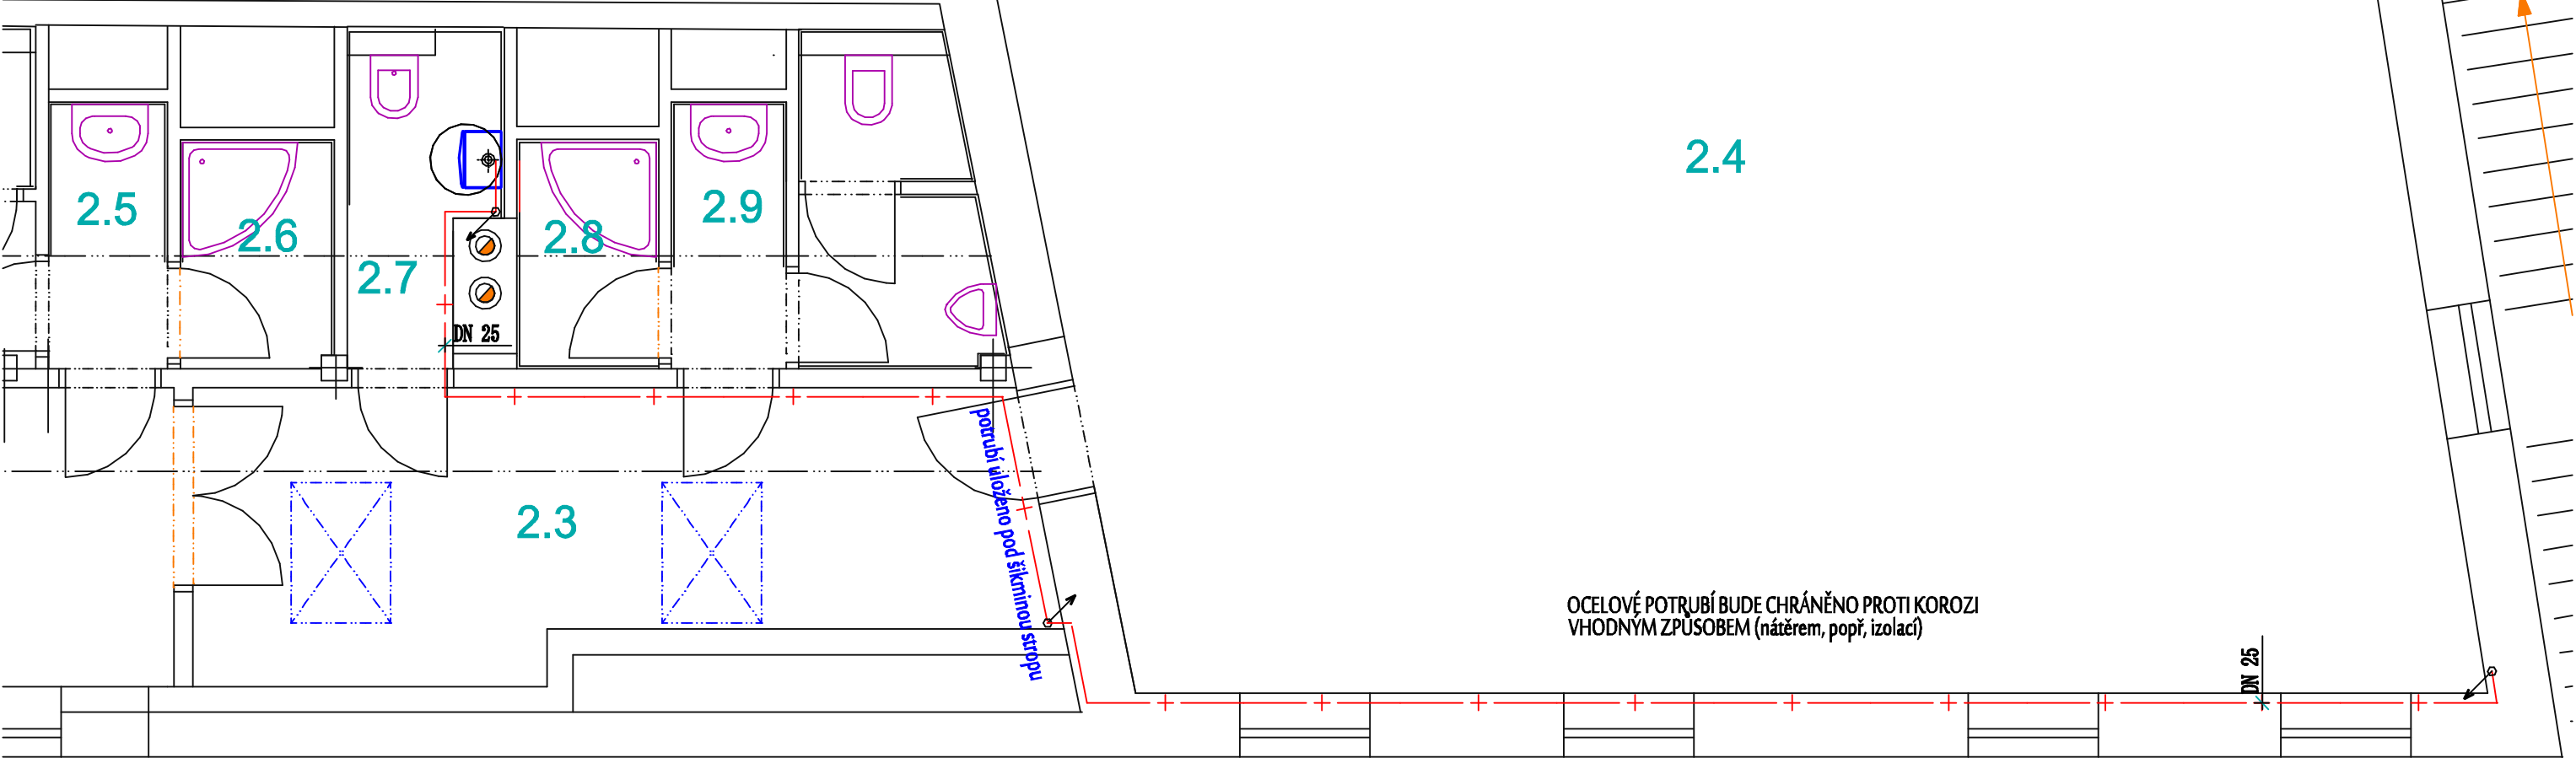 2.4
2.5
2.6
2.7
2.8
2.9
DN 25
2.3
potrubí uloženo pod šikminou stropu
OCELOVÉ POTRUBÍ BUDE CHRÁNĚNO PROTI KOROZI
VHODNÝM ZPŮSOBEM (nátěrem, popř, izolací)
DN 25